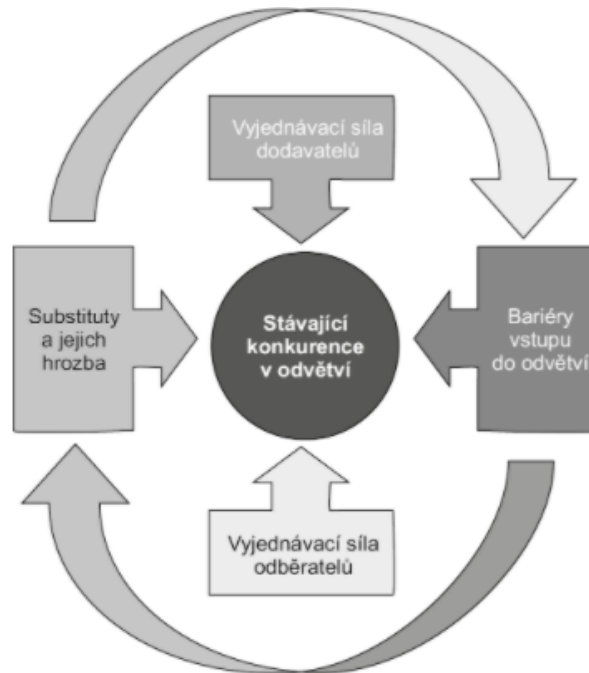 Vyjednávací síla
dodavatelů
Substituty
a jejich
hrozba
Stávající
konkurence
v odvětví
Bariéry
vstupu
do odvětví
Vyjednávací síla
odběratelů